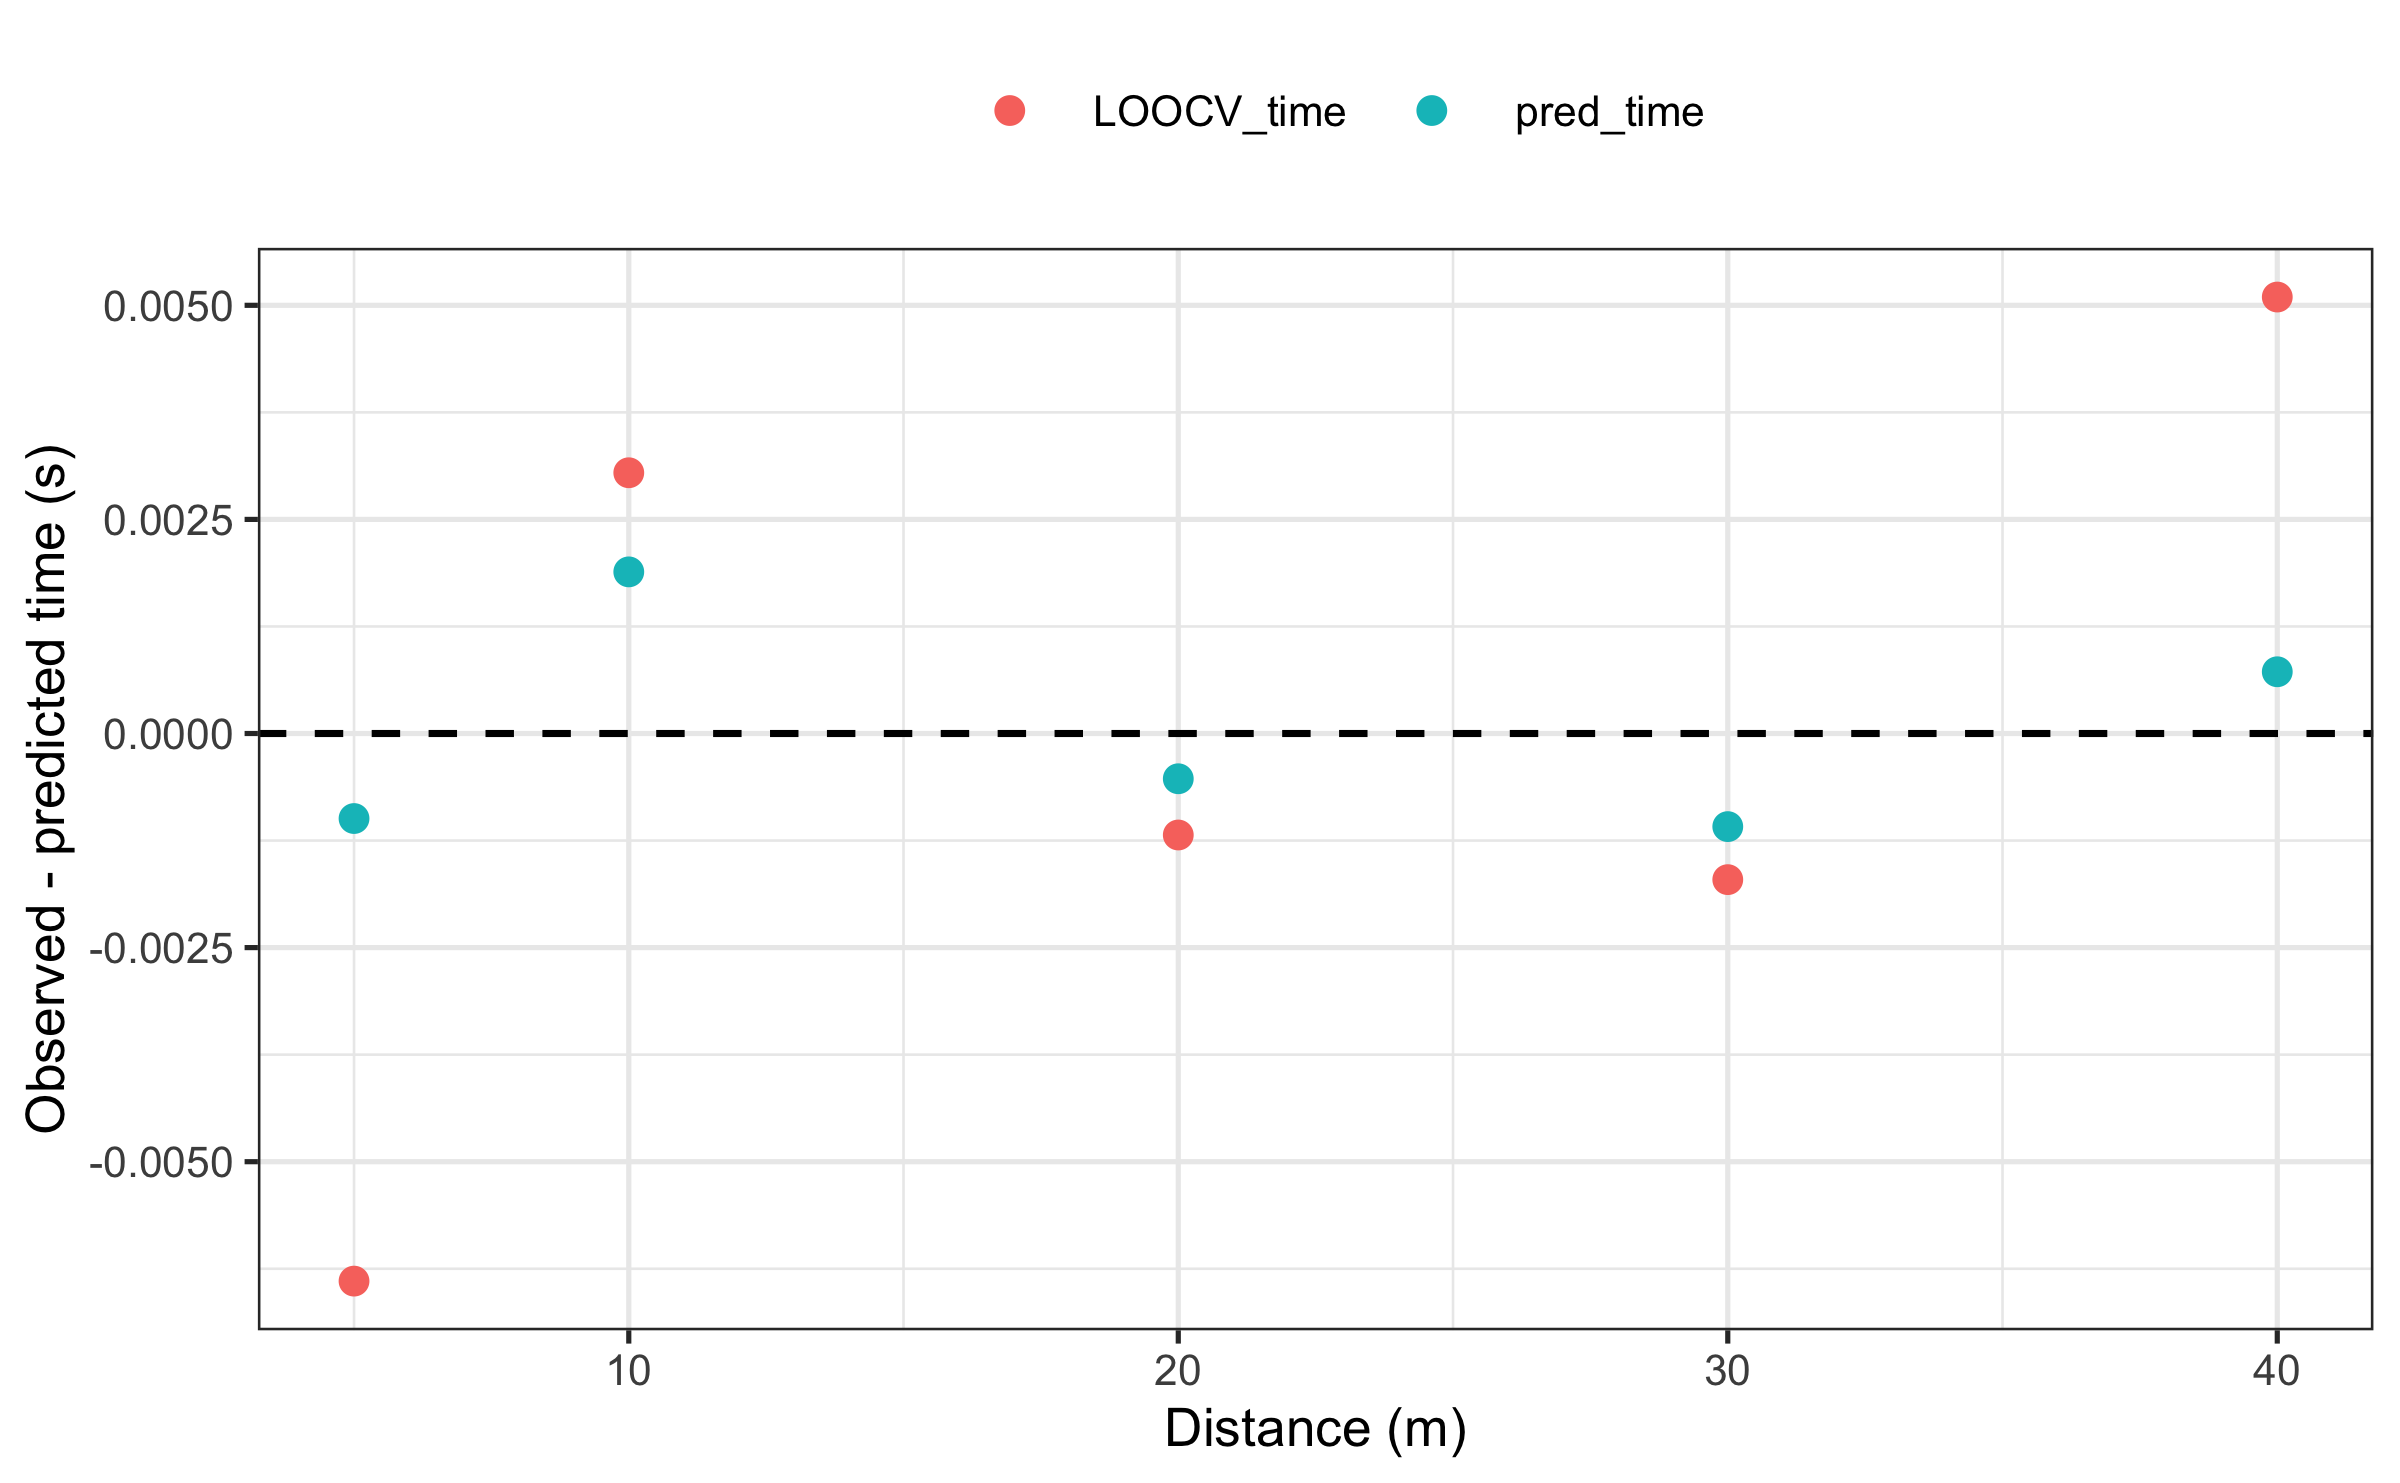 LOOCV_time pred_time
Observed - predicted time (s)
0.0050
0.0025
0.0000
-0.0025
-0.0050
10 20 30 40
Distance (m)